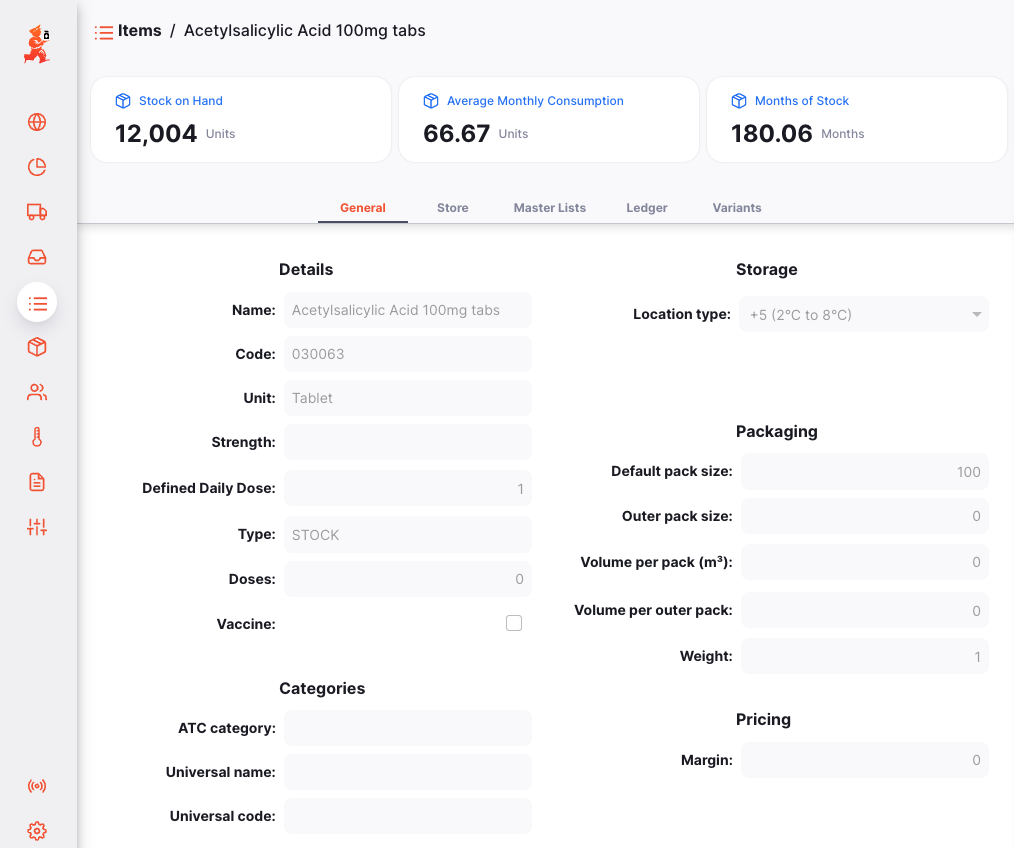 Items / Acetylsalicylic Acid 100mg tabs
Stock on Hand
12,004 Units
Average Monthly Consumption
66.67 Units
Months of Stock
180.06 Months
General Store Master Lists Ledger Variants
Details
Name: Acetylsalicylic Acid 100mg tabs
Code: 030063
Unit: Tablet
Strength:
Defined Daily Dose: 1
Type: STOCK
Doses: 0
Vaccine:
Categories
ATC category:
Universal name:
Universal code:
Storage
Location type: +5 (2°C to 8°C)
Packaging
Default pack size: 100
Outer pack size: 0
Volume per pack (m³): 0
Volume per outer pack: 0
Weight: 1
Pricing
Margin: 0